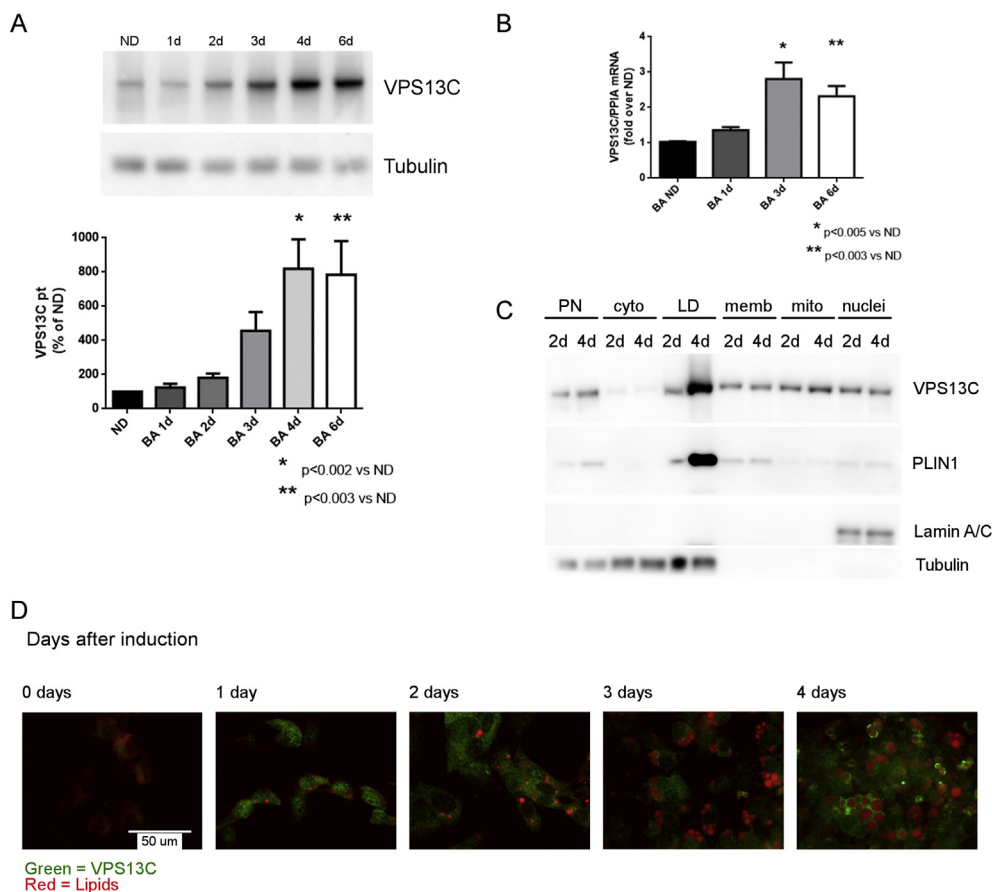 A
ND 1d 2d 3d 4d 6d
VPS13C
Tubulin
VPS13C pt
(% of ND)
1000
800
600
400
200
0
* **
ND BA 1d BA 2d BA 3d BA 4d BA 6d
* p<0.002 vs ND
** p<0.003 vs ND
B
VPS13C/PPIA mRNA
(fold over ND)
5
4
3
2
1
0
* **
BA ND BA 1d BA 3d BA 6d
* p<0.005 vs ND
** p<0.003 vs ND
C
PN cyto LD memb mito nuclei
2d 4d 2d 4d 2d 4d 2d 4d 2d 4d 2d 4d
VPS13C
PLIN1
Lamin A/C
Tubulin
D
Days after induction
0 days 1 day 2 days 3 days 4 days
50 um
Green = VPS13C
Red = Lipids